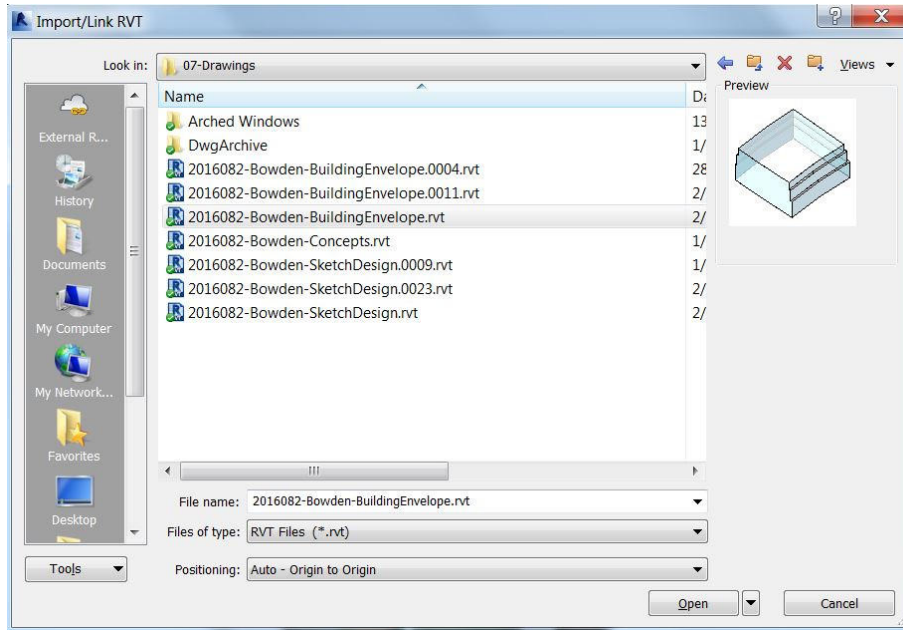 Import/Link RVT
Look in: 07-Drawings
Views
External R...
History
Documents
My Computer
My Network...
Favorites
Desktop
Tools
Name
Arched Windows 13
DwgArchive 1/
2016082-Bowden-BuildingEnvelope.0004.rvt 28
2016082-Bowden-BuildingEnvelope.0011.rvt 2/
2016082-Bowden-BuildingEnvelope.rvt 2/
2016082-Bowden-Concepts.rvt 1/
2016082-Bowden-SketchDesign.0009.rvt 1/
2016082-Bowden-SketchDesign.0023.rvt 2/
2016082-Bowden-SketchDesign.rvt 2/
Preview
File name: 2016082-Bowden-BuildingEnvelope.rvt
Files of type: RVT Files (*.rvt)
Positioning: Auto - Origin to Origin
Open
Cancel